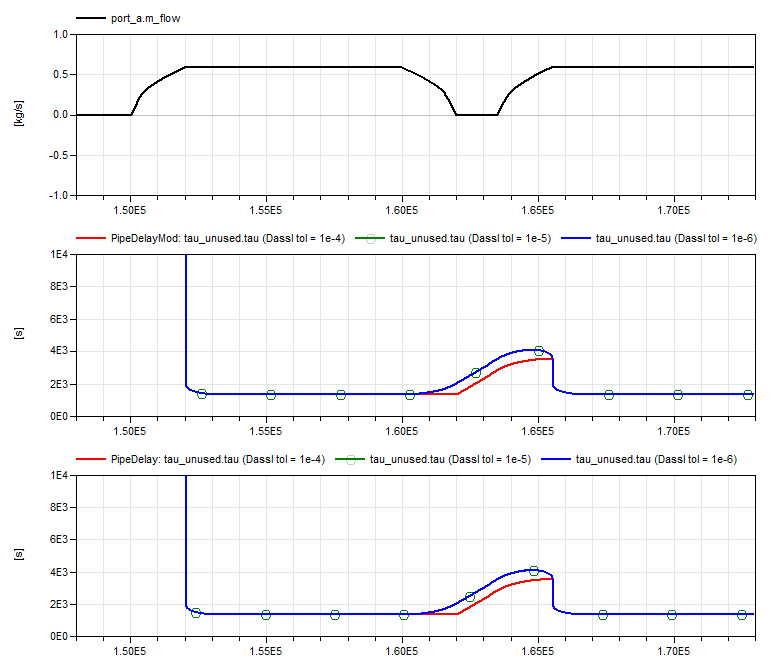 port_a.m_flow
1.0
0.5
0.0
-0.5
-1.0
[kg/s]
1.50E5 1.55E5 1.60E5 1.65E5 1.70E5
PipeDelayMod: tau_unused.tau (Dassl tol = 1e-4) tau_unused.tau (Dassl tol = 1e-5) tau_unused.tau (Dassl tol = 1e-6)
1E4
8E3
6E3
4E3
2E3
0E0
[s]
1.50E5 1.55E5 1.60E5 1.65E5 1.70E5
PipeDelay: tau_unused.tau (Dassl tol = 1e-4) tau_unused.tau (Dassl tol = 1e-5) tau_unused.tau (Dassl tol = 1e-6)
1E4
8E3
6E3
4E3
2E3
0E0
[s]
1.50E5 1.55E5 1.60E5 1.65E5 1.70E5